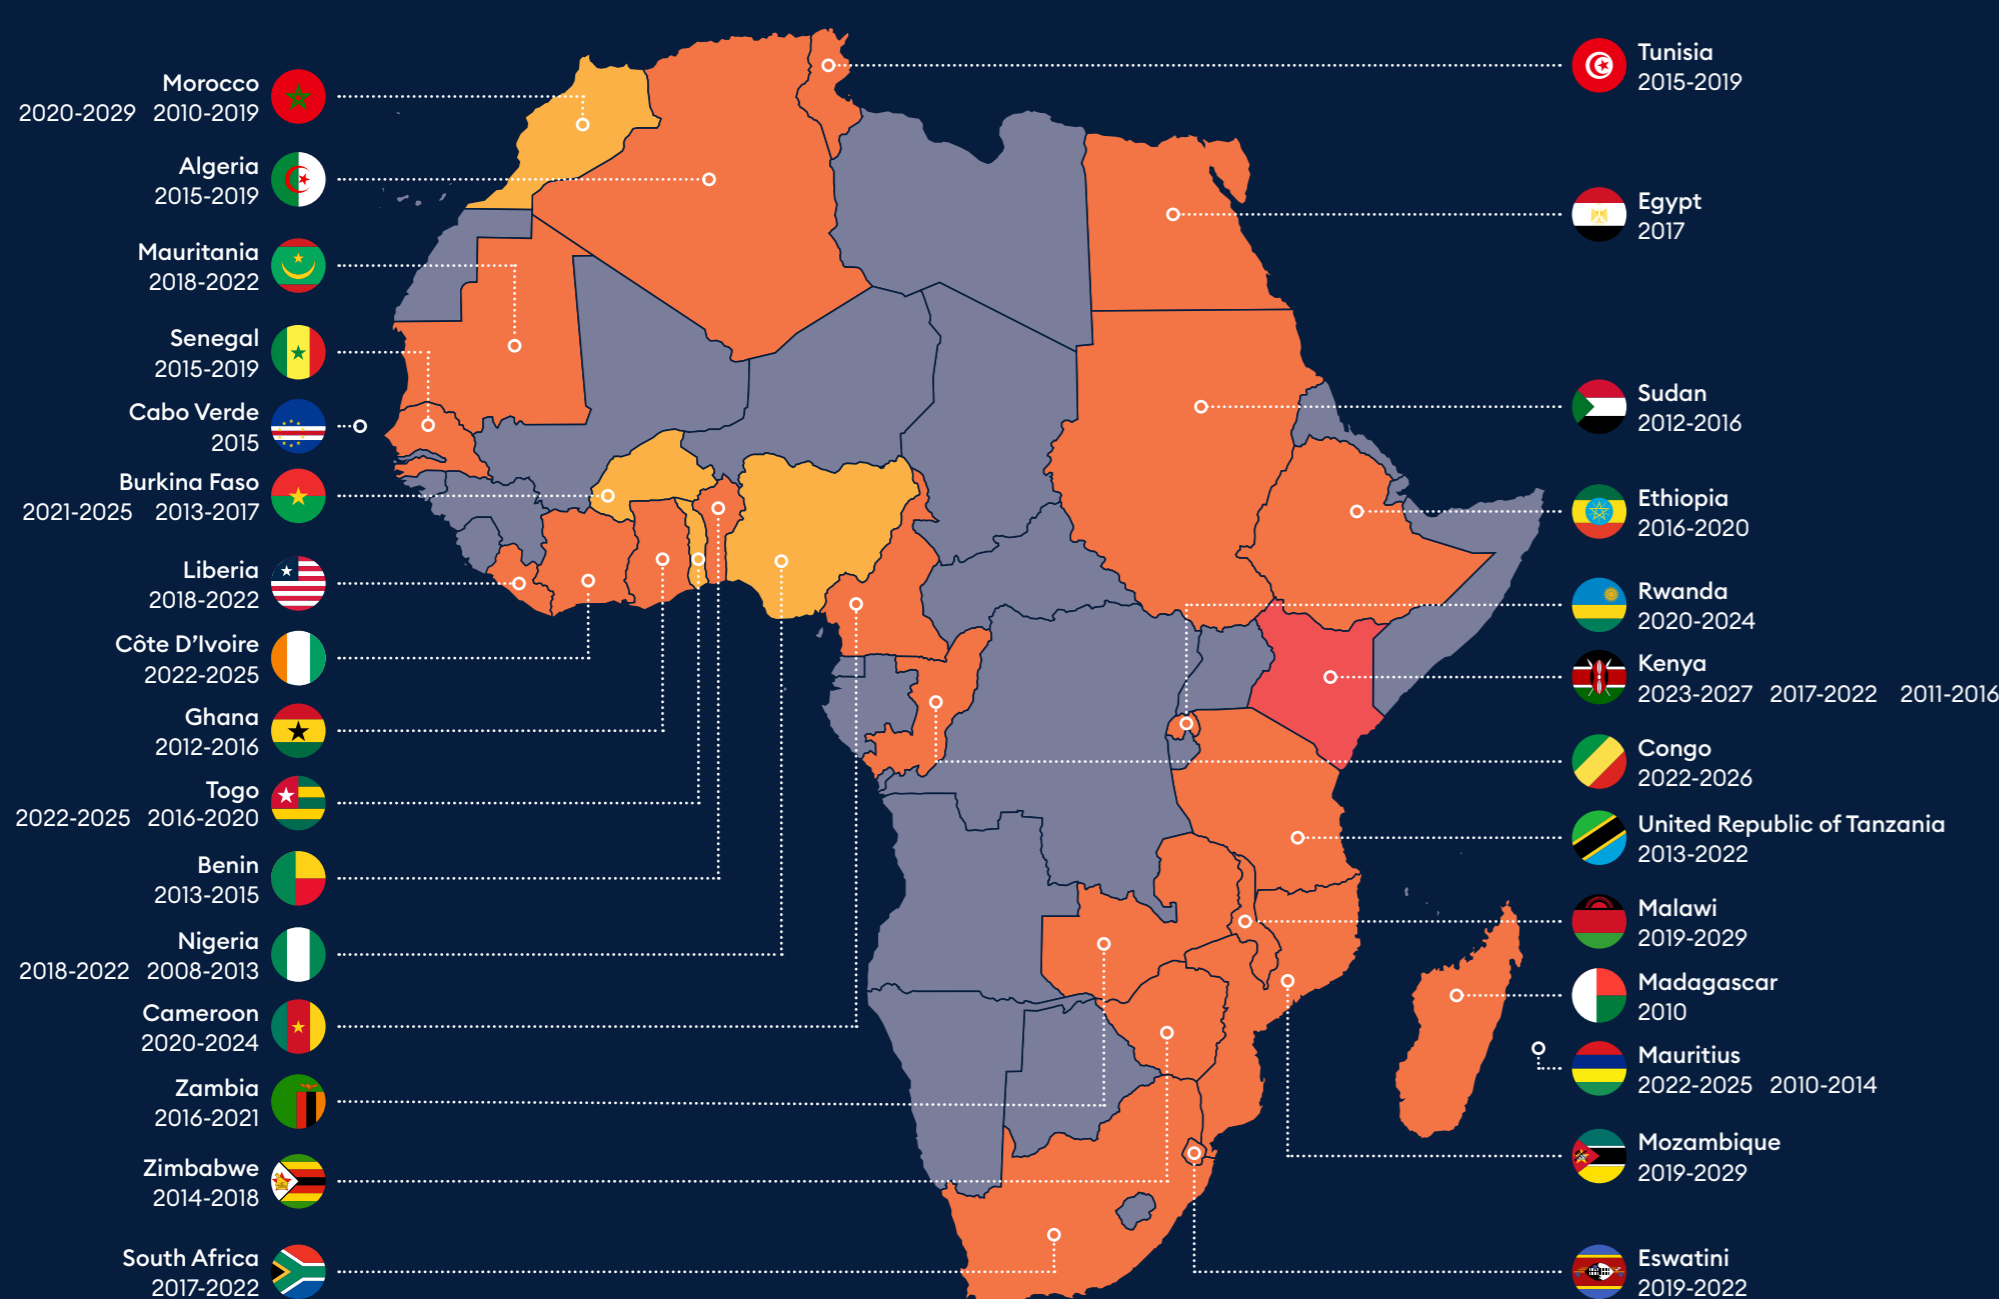 Morocco
2020-2029 2010-2019
Algeria
2015-2019
Mauritania
2018-2022
Senegal
2015-2019
Cabo Verde
2015
Burkina Faso
2021-2025 2013-2017
Liberia
2018-2022
Côte D’Ivoire
2022-2025
Ghana
2012-2016
Togo
2022-2025 2016-2020
Benin
2013-2015
Nigeria
2018-2022 2008-2013
Cameroon
2020-2024
Zambia
2016-2021
Zimbabwe
2014-2018
South Africa
2017-2022
Tunisia
2015-2019
Egypt
2017
Sudan
2012-2016
Ethiopia
2016-2020
Rwanda
2020-2024
Kenya
2023-2027 2017-2022 2011-2016
Congo
2022-2026
United Republic of Tanzania
2013-2022
Malawi
2019-2029
Madagascar
2010
Mauritius
2022-2025 2010-2014
Mozambique
2019-2029
Eswatini
2019-2022